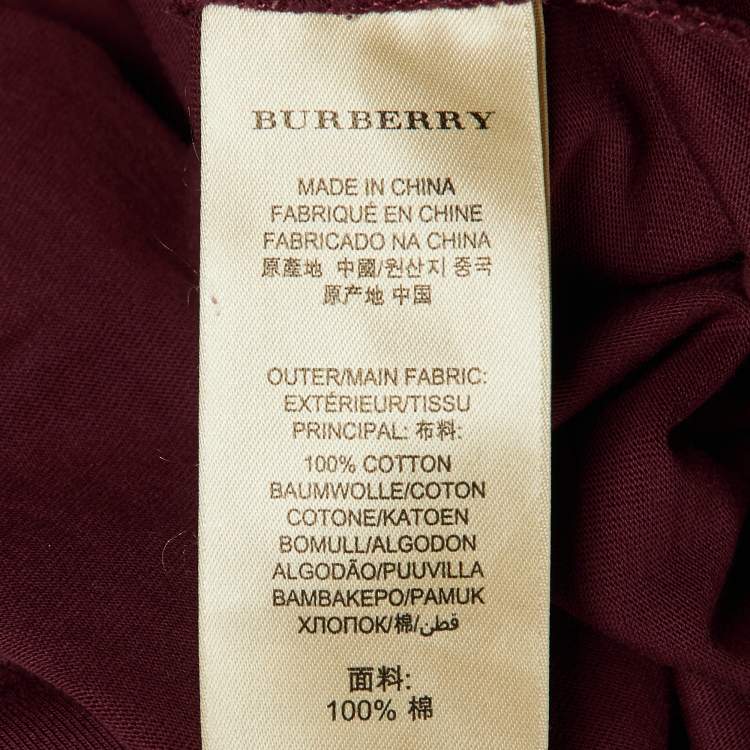 BURBERRY
MADE IN CHINA
FABRIQUÉ EN CHINE
FABRICADO NA CHINA
原產地 中國/원산지 중국
原产地 中国
OUTER/MAIN FABRIC:
EXTÉRIEUR/TISSU
PRINCIPAL: 布料:
100% COTTON
BAUMWOLLE/COTON
COTONE/KATOEN
BOMULL/ALGODON
ALGODÃO/PUUVILLA
BAMBAKEPO/PAMUK
ХЛОПОК/棉/قطن
面料:
100% 棉